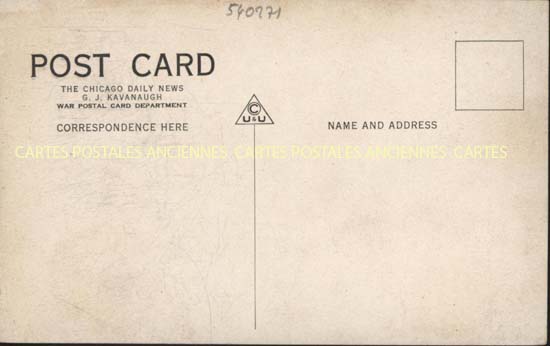 540271
POST CARD
THE CHICAGO DAILY NEWS
G. J. KAVANAUGH
WAR POSTAL CARD DEPARTMENT
CORRESPONDENCE HERE
C
U & U
NAME AND ADDRESS
CARTES POSTALES ANCIENNES CARTES POSTALES ANCIENNES CARTES